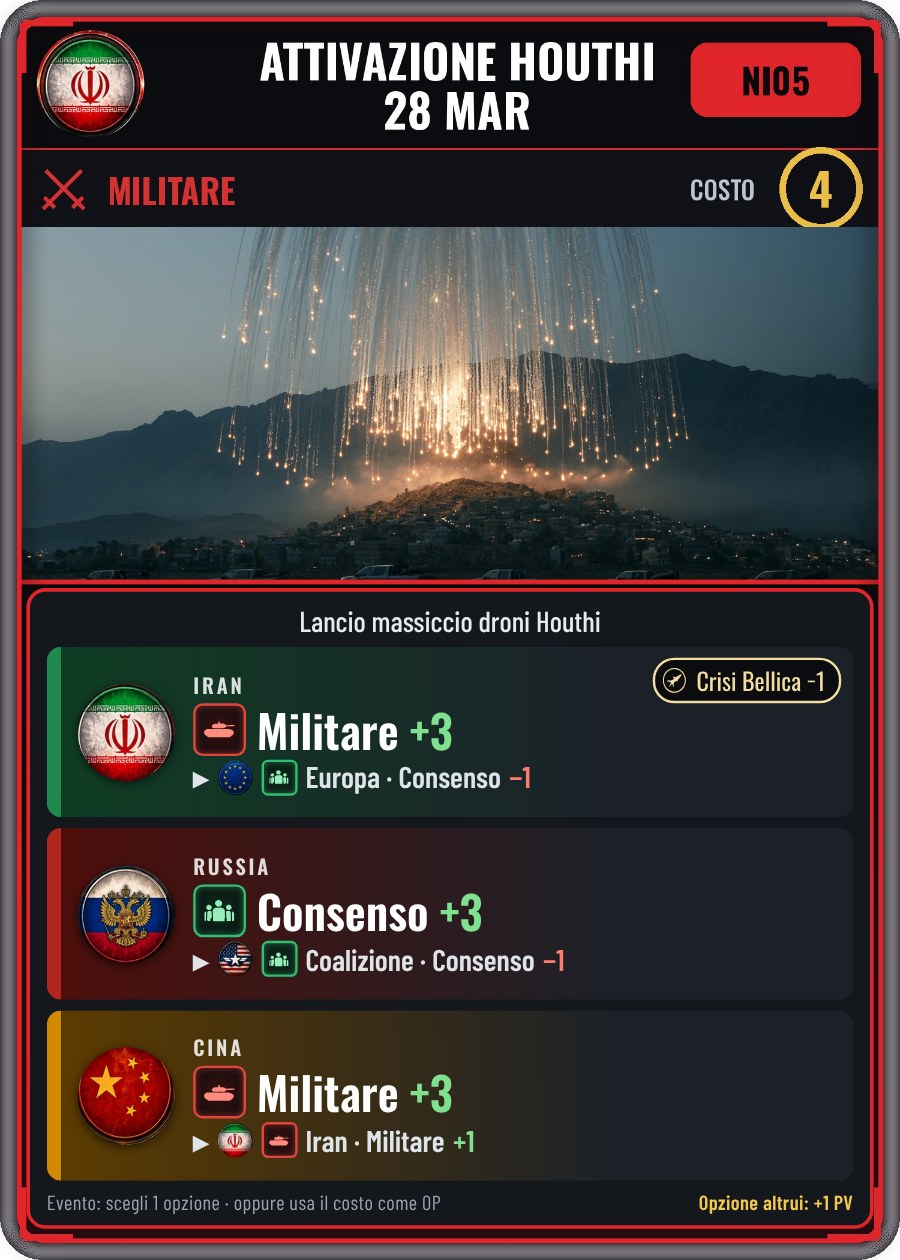 ATTIVAZIONE HOUTHI
28 MAR
NI05
MILITARE
COSTO
4
Lancio massiccio droni Houthi
IRAN
Crisi Bellica −1
Militare +3
▶ Europa · Consenso −1
RUSSIA
Consenso +3
▶ Coalizione · Consenso −1
CINA
Militare +3
▶ Iran · Militare +1
Evento: scegli 1 opzione · oppure usa il costo come OP
Opzione altrui: +1 PV